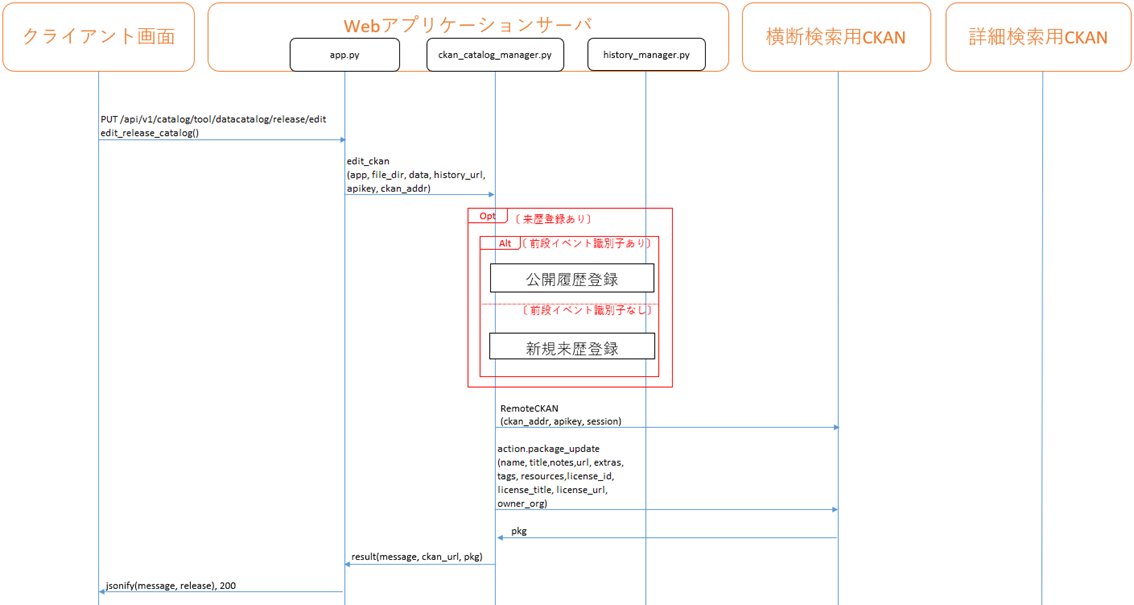 クライアント画面
Webアプリケーションサーバ
横断検索用CKAN
詳細検索用CKAN
app.py
ckan_catalog_manager.py
history_manager.py
PUT /api/v1/catalog/tool/datacatalog/release/edit
edit_release_catalog()
edit_ckan
(app, file_dir, data, history_url,
apikey, ckan_addr)
Opt
〔 来歴登録あり〕
Alt
〔 前段イベント識別子あり〕
公開履歴登録
〔 前段イベント識別子なし〕
新規来歴登録
RemoteCKAN
(ckan_addr, apikey, session)
action.package_update
(name, title,notes,url, extras,
tags, resources,license_id,
license_title, license_url,
owner_org)
pkg
result(message, ckan_url, pkg)
jsonify(message, release), 200